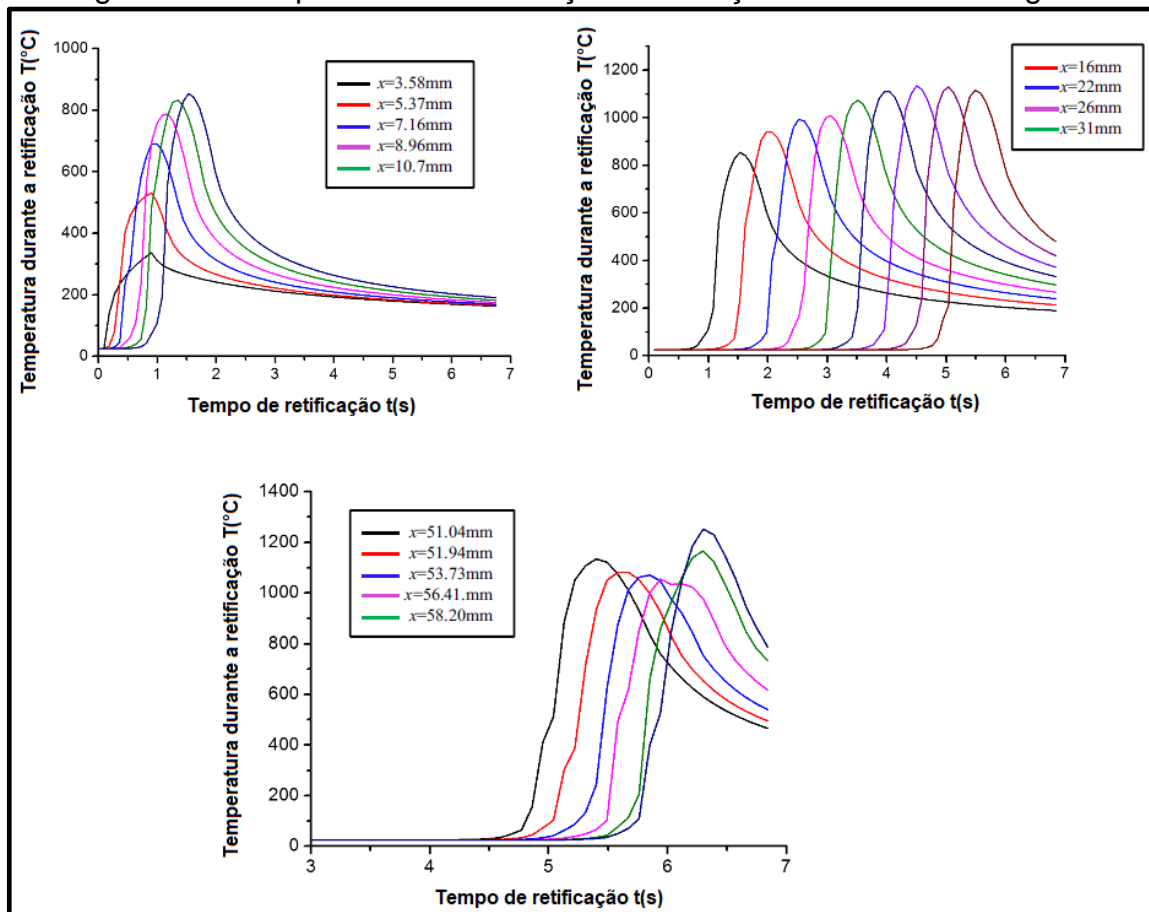 Temperatura durante a retificação T(°C)
1000
800
600
400
200
0
x=3.58mm
x=5.37mm
x=7.16mm
x=8.96mm
x=10.7mm
0 1 2 3 4 5 6 7
Tempo de retificação t(s)
Temperatura durante a retificação T(°C)
1200
1000
800
600
400
200
0
x=16mm
x=22mm
x=26mm
x=31mm
0 1 2 3 4 5 6 7
Tempo de retificação t(s)
Temperatura durante a retificação T(°C)
1400
1200
1000
800
600
400
200
0
x=51.04mm
x=51.94mm
x=53.73mm
x=56.41.mm
x=58.20mm
3 4 5 6 7
Tempo de retificação t(s)